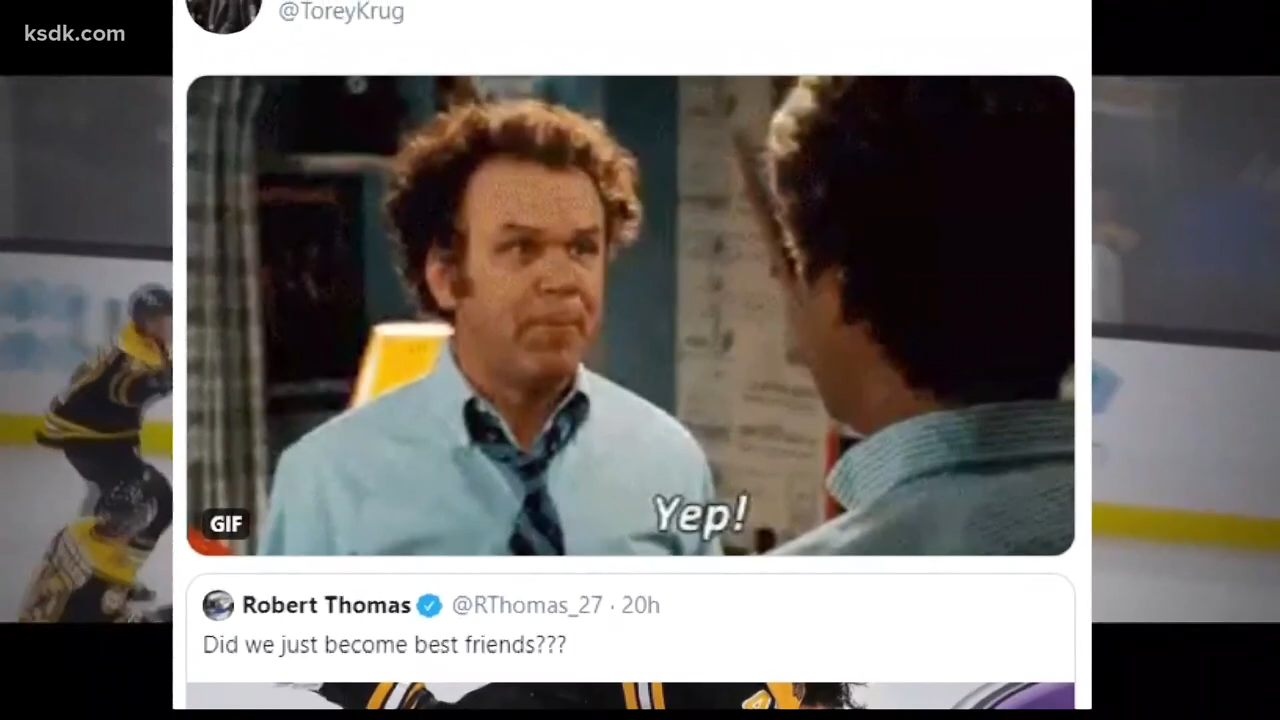 ksdk.com
@ToreyKrug
Yep!
GIF
Robert Thomas @RThomas_27 · 20h
Did we just become best friends???